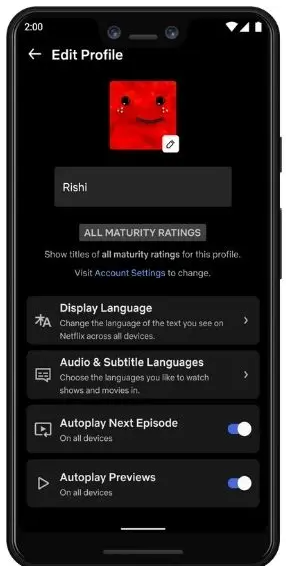 2:00
Edit Profile
Rishi
ALL MATURITY RATINGS
Show titles of all maturity ratings for this profile.
Visit Account Settings to change.
Display Language
Change the language of the text you see on
Netflix across all devices.
Audio & Subtitle Languages
Choose the languages you like to watch
shows and movies in.
Autoplay Next Episode
On all devices
Autoplay Previews
On all devices